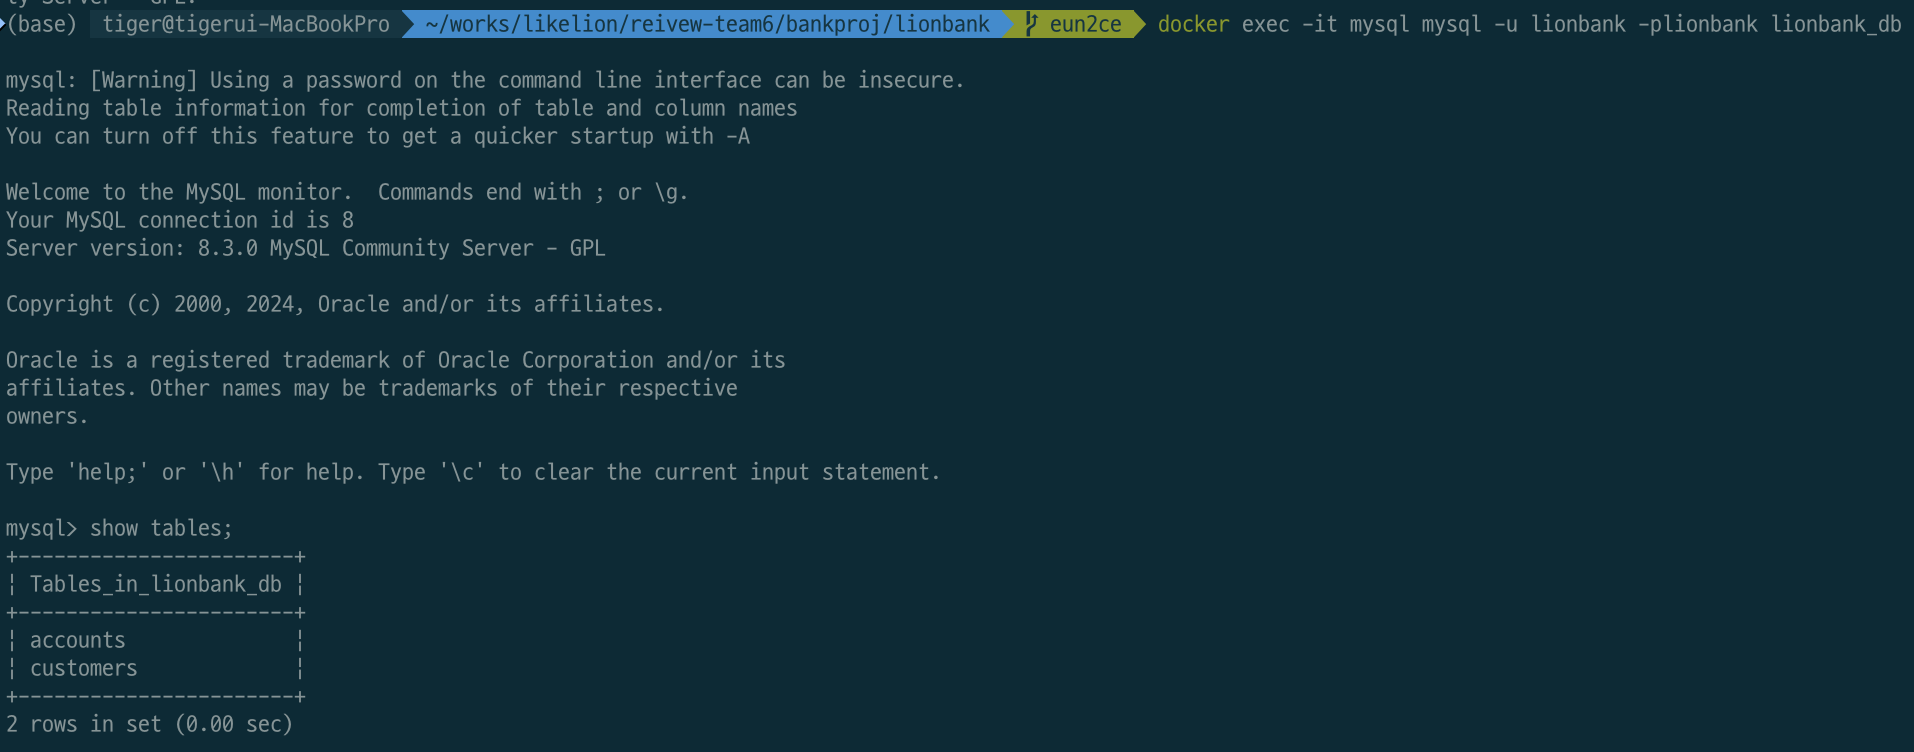 ty Server - GPL.
(base) tiger@tigerui-MacBookPro ~/works/likelion/reivew-team6/bankproj/lionbank eun2ce docker exec -it mysql mysql -u lionbank -plionbank lionbank_db
mysql: [Warning] Using a password on the command line interface can be insecure.
Reading table information for completion of table and column names
You can turn off this feature to get a quicker startup with -A
Welcome to the MySQL monitor.  Commands end with ; or \g.
Your MySQL connection id is 8
Server version: 8.3.0 MySQL Community Server - GPL
Copyright (c) 2000, 2024, Oracle and/or its affiliates.
Oracle is a registered trademark of Oracle Corporation and/or its
affiliates. Other names may be trademarks of their respective
owners.
Type 'help;' or '\h' for help. Type '\c' to clear the current input statement.
mysql> show tables;
+-----------------------+
| Tables_in_lionbank_db |
+-----------------------+
| accounts              |
| customers             |
+-----------------------+
2 rows in set (0.00 sec)